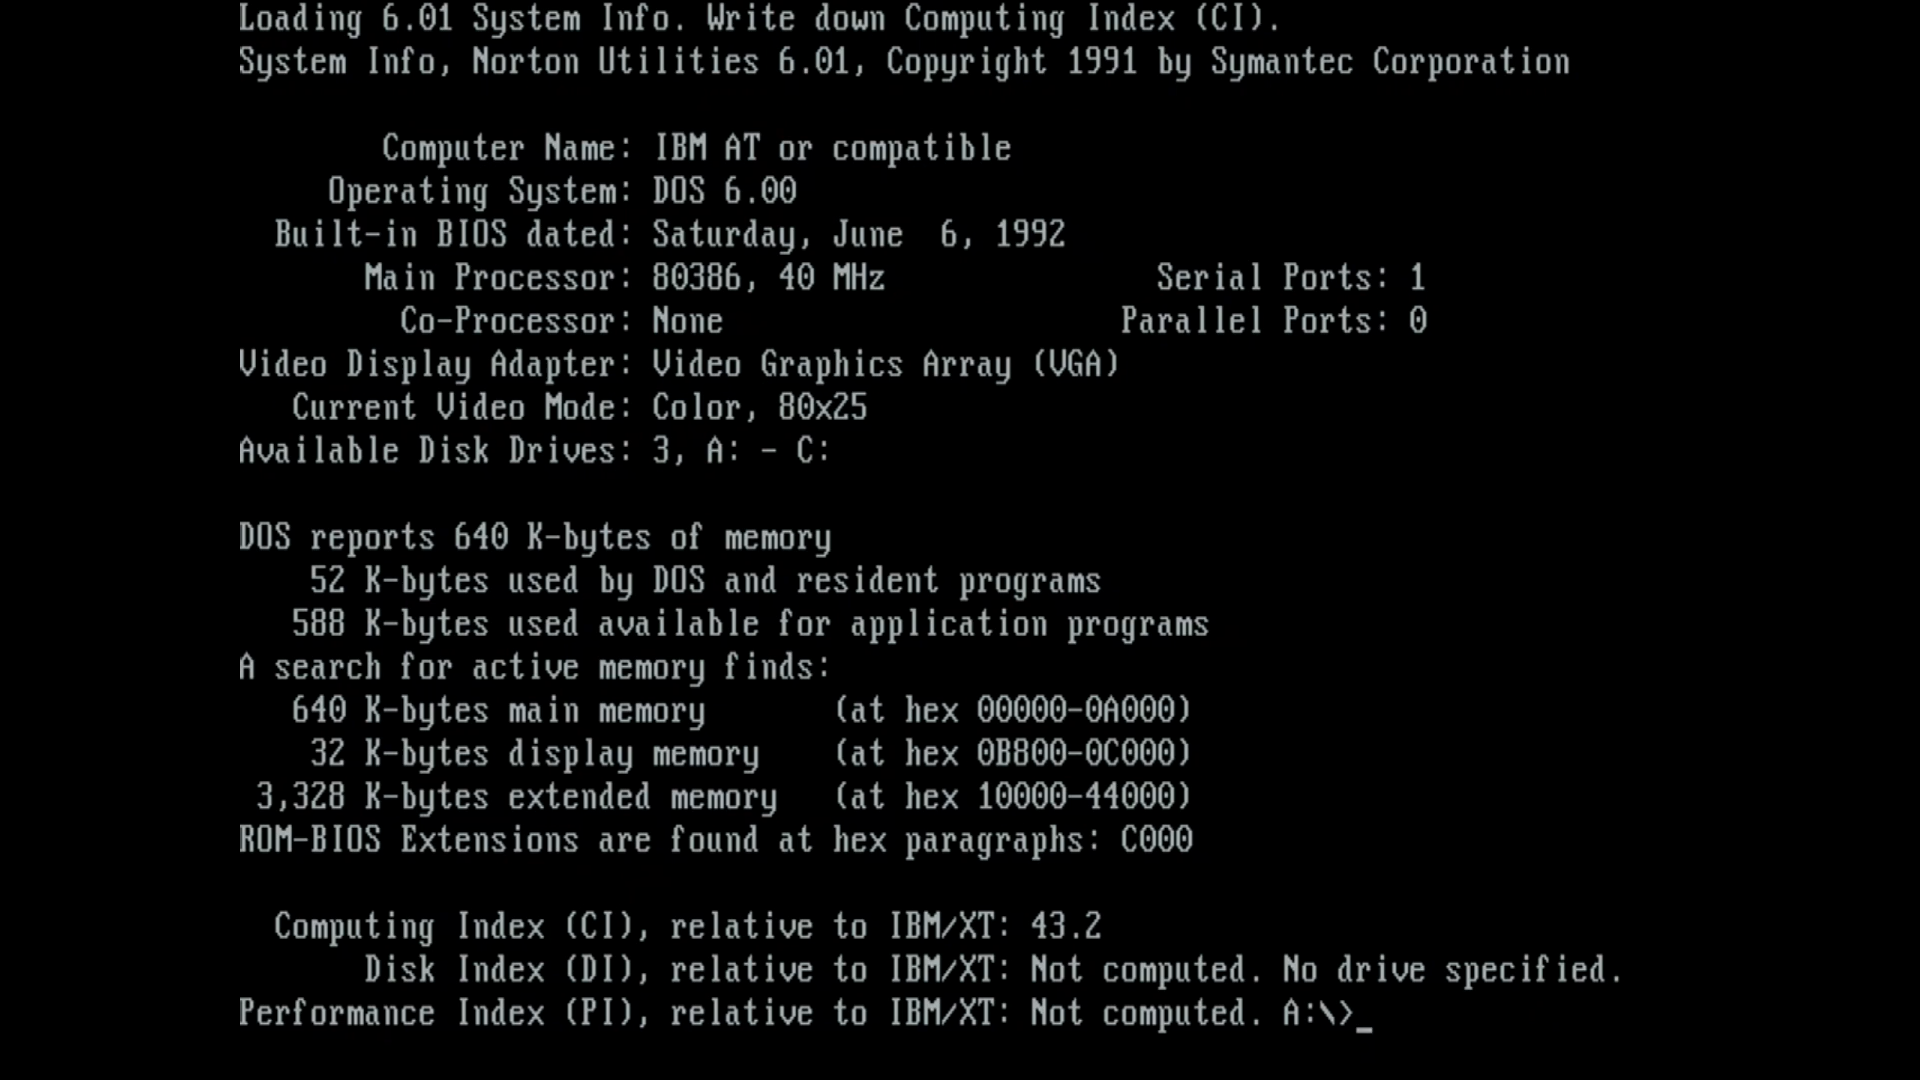 Loading 6.01 System Info. Write down Computing Index (CI).
System Info, Norton Utilities 6.01, Copyright 1991 by Symantec Corporation
Computer Name: IBM AT or compatible
Operating System: DOS 6.00
Built-in BIOS dated: Saturday, June  6, 1992
Main Processor: 80386, 40 MHz Serial Ports: 1
Co-Processor: None Parallel Ports: 0
Video Display Adapter: Video Graphics Array (VGA)
Current Video Mode: Color, 80x25
Available Disk Drives: 3, A: - C:
DOS reports 640 K-bytes of memory
52 K-bytes used by DOS and resident programs
588 K-bytes used available for application programs
A search for active memory finds:
640 K-bytes main memory (at hex 00000-0A000)
32 K-bytes display memory (at hex 0B800-0C000)
3,328 K-bytes extended memory (at hex 10000-44000)
ROM-BIOS Extensions are found at hex paragraphs: C000
Computing Index (CI), relative to IBM/XT: 43.2
Disk Index (DI), relative to IBM/XT: Not computed. No drive specified.
Performance Index (PI), relative to IBM/XT: Not computed. A:\>_